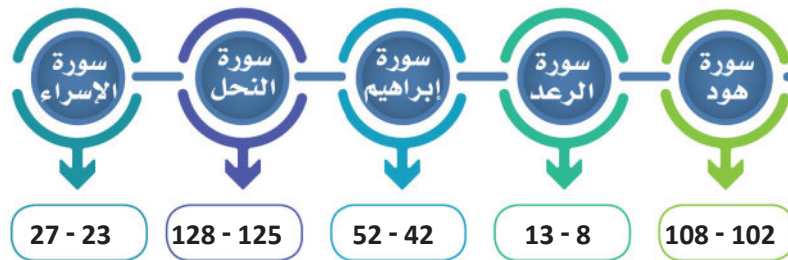 سورة
هود
سورة
الرعد
سورة
إبراهيم
سورة
النحل
سورة
الإسراء
108 - 102
13 - 8
52 - 42
128 - 125
27 - 23